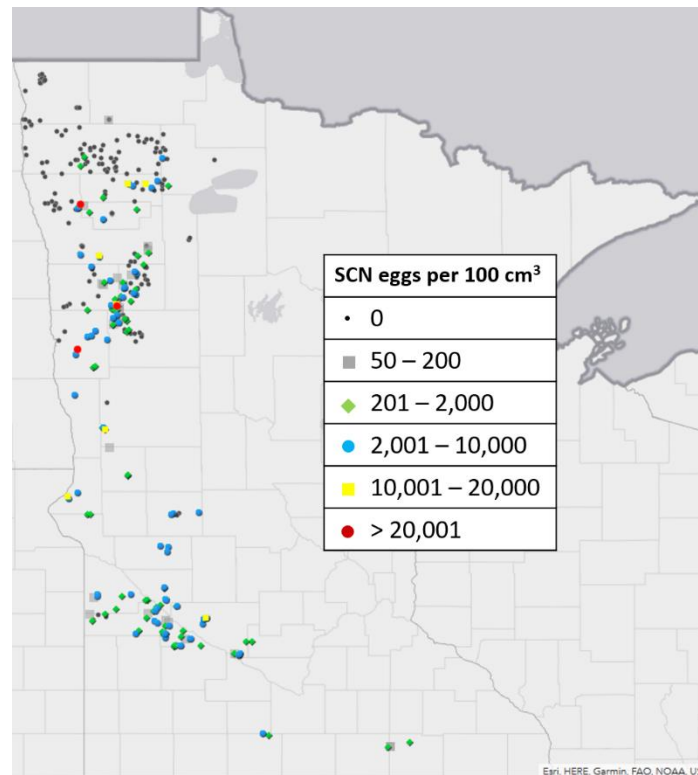 SCN eggs per 100 cm³
0
50 – 200
201 – 2,000
2,001 – 10,000
10,001 – 20,000
> 20,001
Esri, HERE, Garmin, FAO, NOAA, U